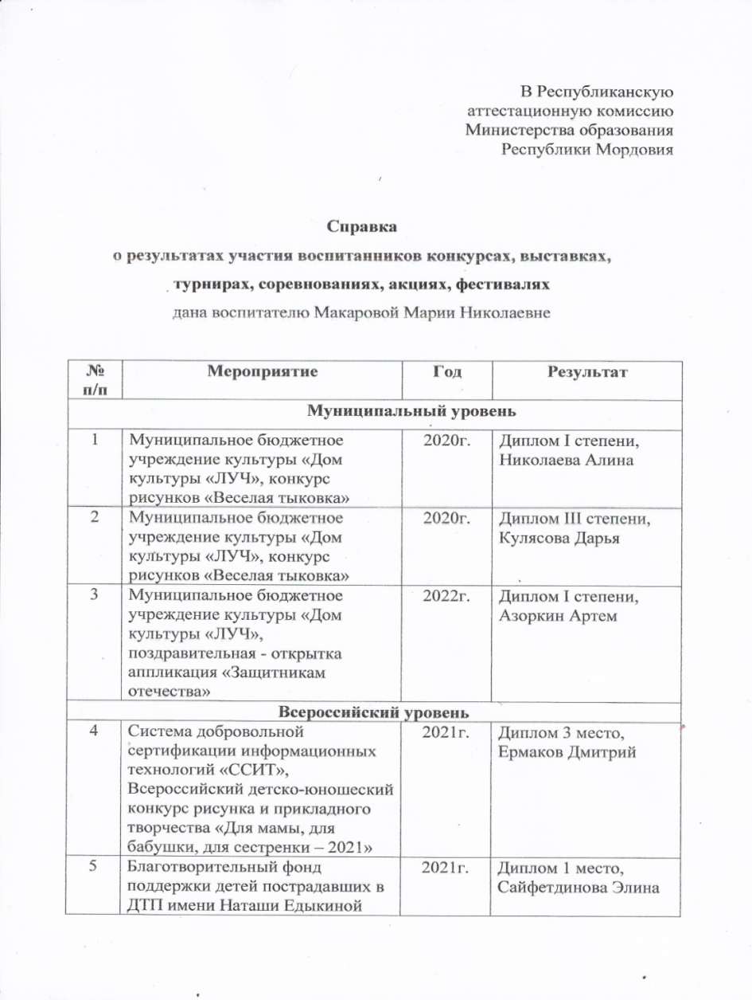 В Республиканскую
аттестационную комиссию
Министерства образования
Республики Мордовия
Справка
о результатах участия воспитанников конкурсах, выставках,
турнирах, соревнованиях, акциях, фестивалях
дана воспитателю Макаровой Марии Николаевне
№ п/п Мероприятие Год Результат
Муниципальный уровень
1 Муниципальное бюджетное 2020г. Диплом I степени,
учреждение культуры «Дом Николаева Алина
культуры «ЛУЧ», конкурс
рисунков «Веселая тыковка»
2 Муниципальное бюджетное 2020г. Диплом III степени,
учреждение культуры «Дом Кулясова Дарья
культуры «ЛУЧ», конкурс
рисунков «Веселая тыковка»
3 Муниципальное бюджетное 2022г. Диплом I степени,
учреждение культуры «Дом Азоркин Артем
культуры «ЛУЧ»,
поздравительная - открытка
аппликация «Защитникам
отечества»
Всероссийский уровень
4 Система добровольной 2021г. Диплом 3 место,
сертификации информационных Ермаков Дмитрий
технологий «ССИТ»,
Всероссийский детско-юношеский
конкурс рисунка и прикладного
творчества «Для мамы, для
бабушки, для сестренки – 2021»
5 Благотворительный фонд 2021г. Диплом 1 место,
поддержки детей пострадавших в Сайфетдинова Элина
ДТП имени Наташи Едыкиной